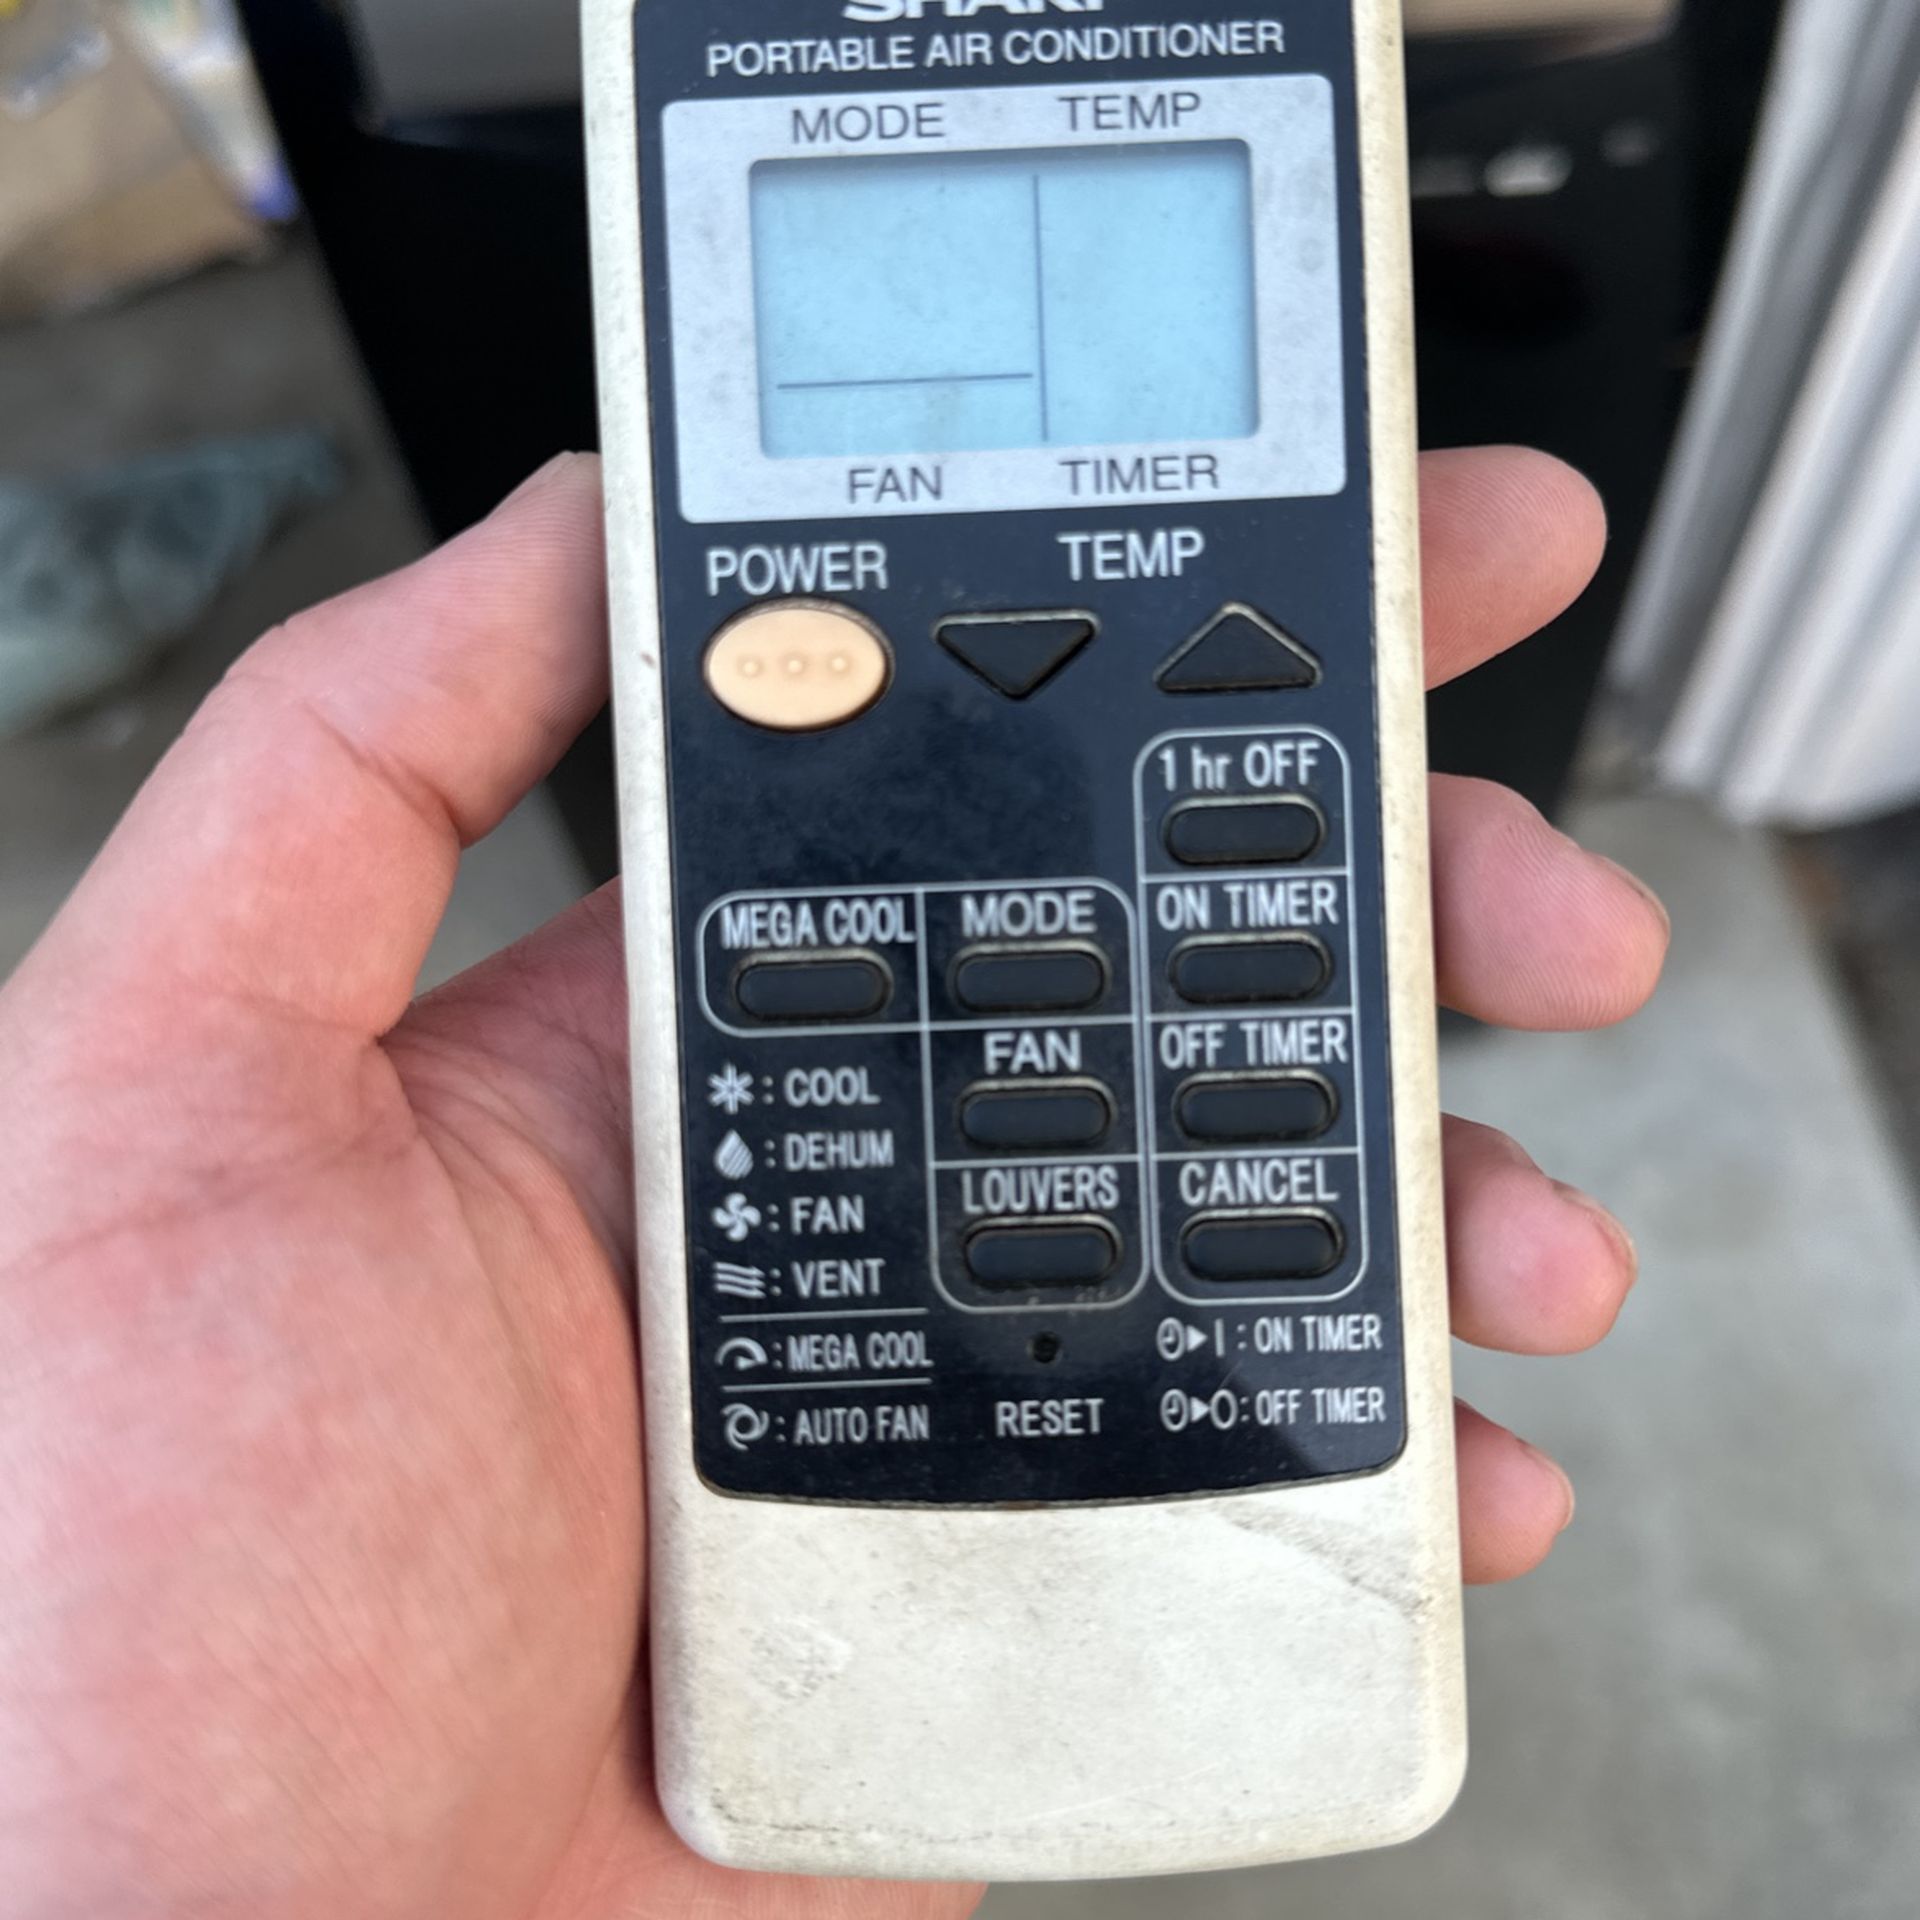 SHARP
PORTABLE AIR CONDITIONER
MODE TEMP
FAN TIMER
POWER TEMP
1 hr OFF
MEGA COOL MODE ON TIMER
FAN OFF TIMER
LOUVERS CANCEL
: COOL
: DEHUM
: FAN
: VENT
: MEGA COOL
: AUTO FAN
RESET
I : ON TIMER
O : OFF TIMER